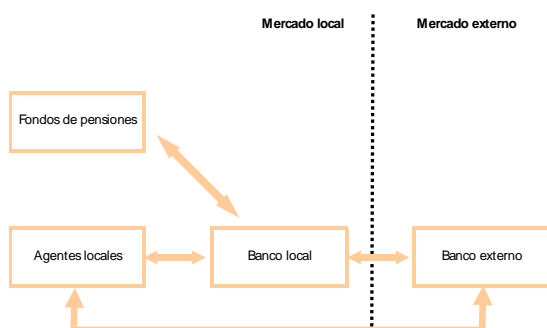 Mercado local
Mercado externo
Fondos de pensiones
Agentes locales
Banco local
Banco externo